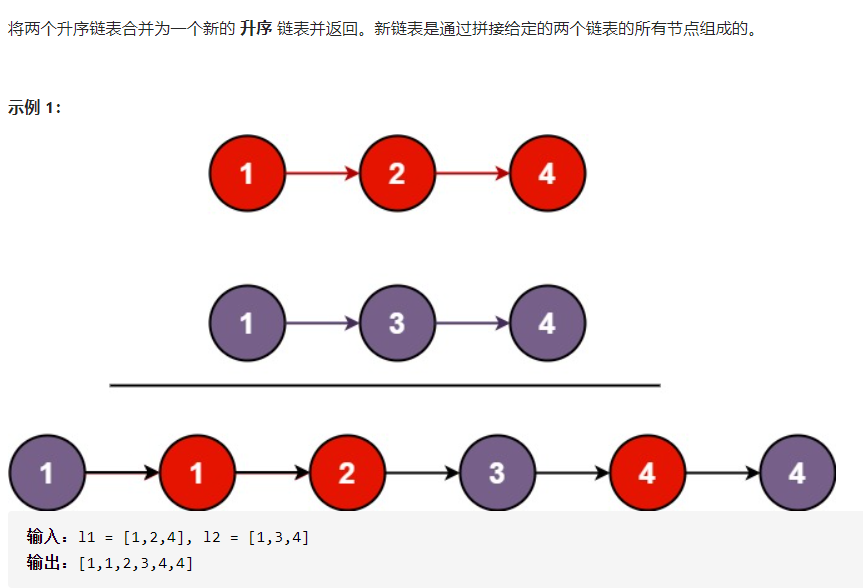 将两个升序链表合并为一个新的 升序 链表并返回。新链表是通过拼接给定的两个链表的所有节点组成的。
示例 1：
1 2 4
1 3 4
1 1 2 3 4 4
输入：l1 = [1,2,4], l2 = [1,3,4]
输出：[1,1,2,3,4,4]